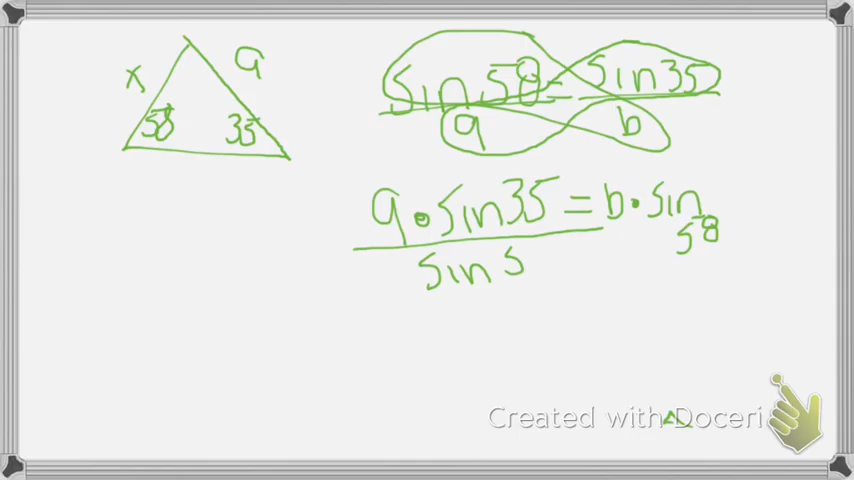 x 9
58 35
sin 58 = sin 35
9 b
9 • sin 35 = b • sin
58
sin 5
Created with Doceri